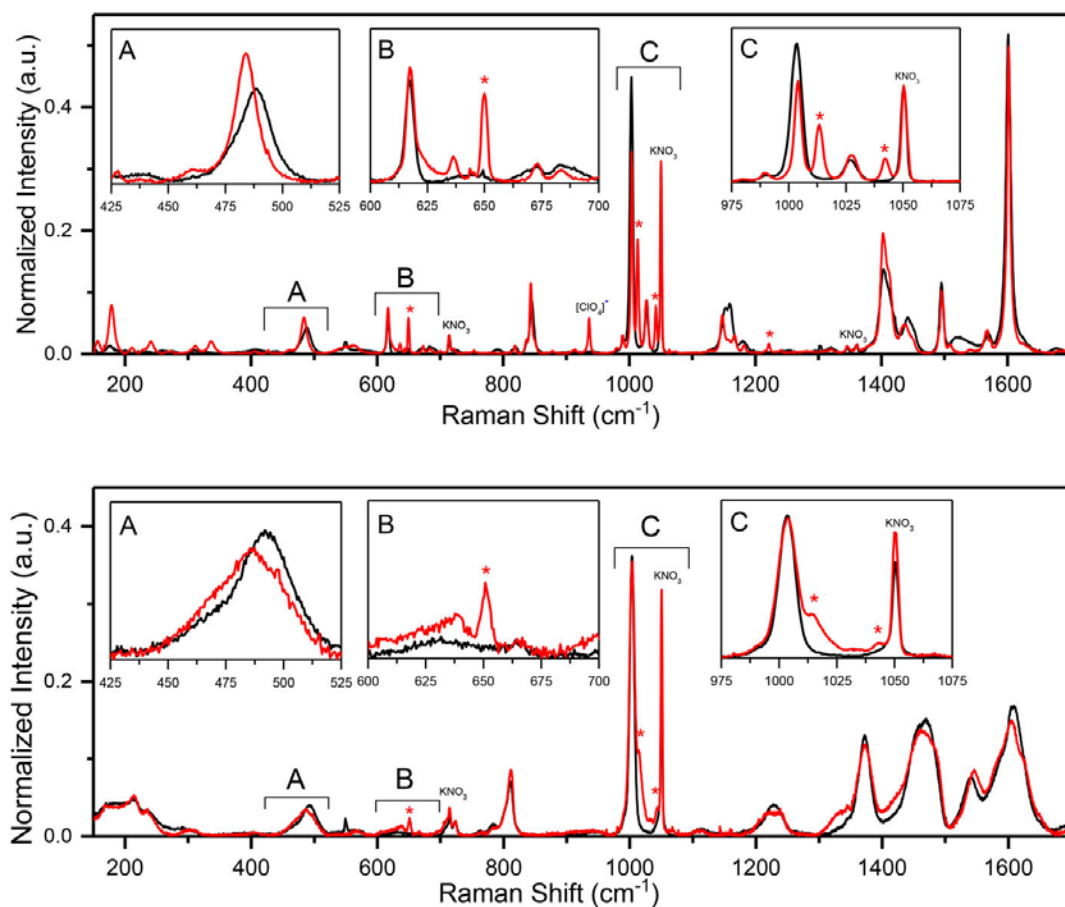 Normalized Intensity (a.u.)
0.4
0.2
0.0
A
425 450 475 500 525
B
*
600 625 650 675 700
C
C
*
*
KNO₃
975 1000 1025 1050 1075
KNO₃
*
*
A
B
*
KNO₃
[ClO₄]⁻
*
KNO₃
200 400 600 800 1000 1200 1400 1600
Raman Shift (cm⁻¹)
Normalized Intensity (a.u.)
0.4
0.2
0.0
A
425 450 475 500 525
B
*
600 625 650 675 700
C
C
*
*
KNO₃
975 1000 1025 1050 1075
KNO₃
*
*
A
B
*
KNO₃
200 400 600 800 1000 1200 1400 1600
Raman Shift (cm⁻¹)